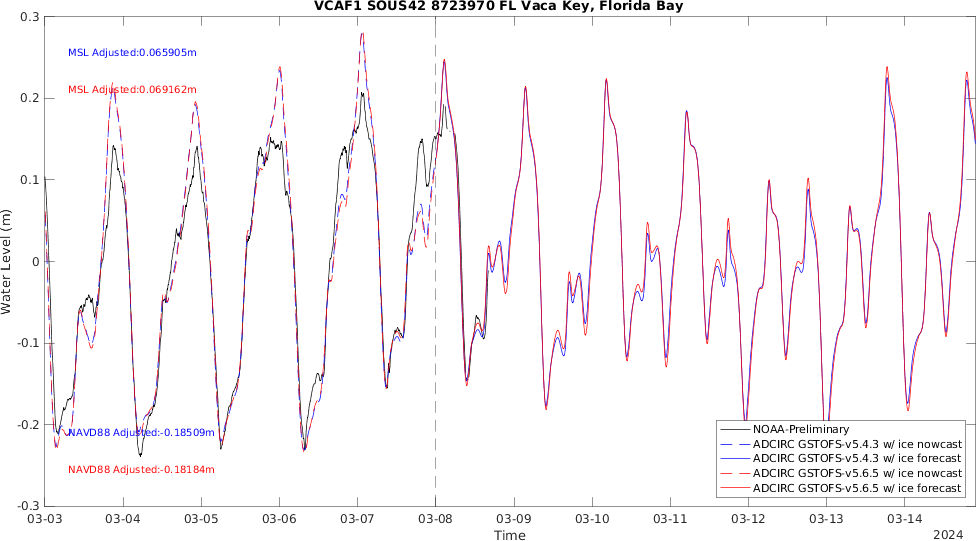 VCAF1 SOUS42 8723970 FL Vaca Key, Florida Bay
0.3
MSL Adjusted:0.065905m
MSL Adjusted:0.069162m
0.2
0.1
0
-0.1
-0.2
-0.3
Water Level (m)
NAVD88 Adjusted:-0.18509m
NAVD88 Adjusted:-0.18184m
NOAA-Preliminary
ADCIRC GSTOFS-v5.4.3 w/ ice nowcast
ADCIRC GSTOFS-v5.4.3 w/ ice forecast
ADCIRC GSTOFS-v5.6.5 w/ ice nowcast
ADCIRC GSTOFS-v5.6.5 w/ ice forecast
03-03 03-04 03-05 03-06 03-07 03-08 03-09 03-10 03-11 03-12 03-13 03-14
Time
2024